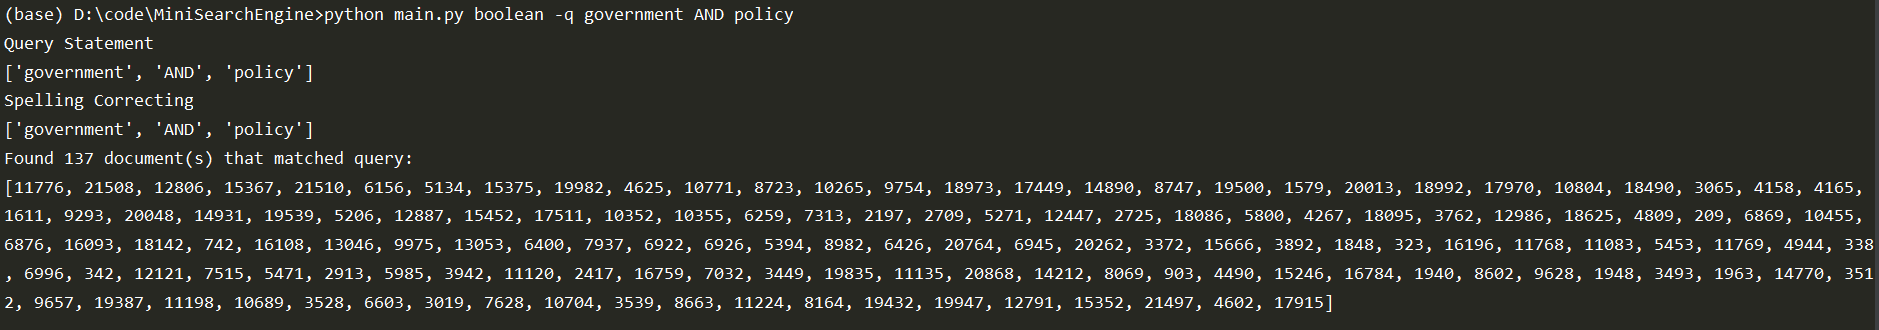 (base) D:\code\MiniSearchEngine>python main.py boolean -q government AND policy
Query Statement
['government', 'AND', 'policy']
Spelling Correcting
['government', 'AND', 'policy']
Found 137 document(s) that matched query:
[11776, 21508, 12806, 15367, 21510, 6156, 5134, 15375, 19982, 4625, 10771, 8723, 10265, 9754, 18973, 17449, 14890, 8747, 19500, 1579, 20013, 18992, 17970, 10804, 18490, 3065, 4158, 4165,
1611, 9293, 20048, 14931, 19539, 5206, 12887, 15452, 17511, 10352, 10355, 6259, 7313, 2197, 2709, 5271, 12447, 2725, 18086, 5800, 4267, 18095, 3762, 12986, 18625, 4809, 209, 6869, 10455,
6876, 16093, 18142, 742, 16108, 13046, 9975, 13053, 6400, 7937, 6922, 6926, 5394, 8982, 6426, 20764, 6945, 20262, 3372, 15666, 3892, 1848, 323, 16196, 11768, 11083, 5453, 11769, 4944, 338
, 6996, 342, 12121, 7515, 5471, 2913, 5985, 3942, 11120, 2417, 16759, 7032, 3449, 19835, 11135, 20868, 14212, 8069, 903, 4490, 15246, 16784, 1940, 8602, 9628, 1948, 3493, 1963, 14770, 351
2, 9657, 19387, 11198, 10689, 3528, 6603, 3019, 7628, 10704, 3539, 8663, 11224, 8164, 19432, 19947, 12791, 15352, 21497, 4602, 17915]